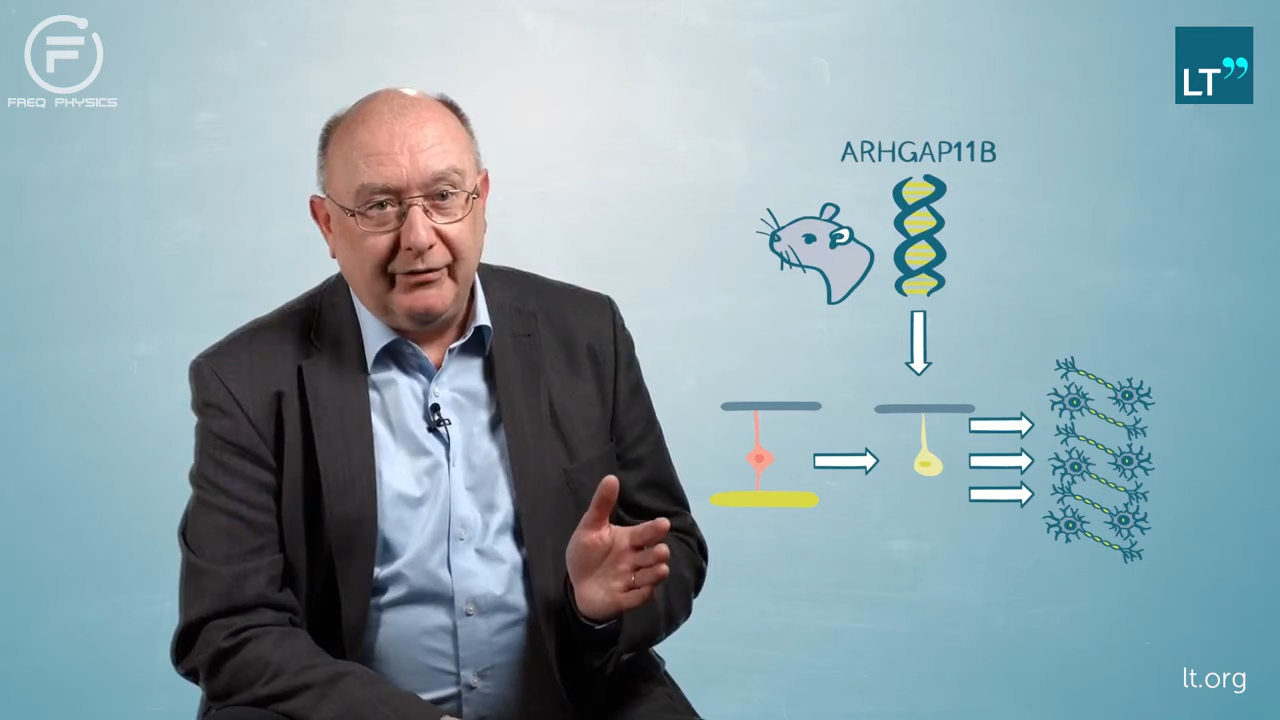 F
FREQ PHYSICS
LT”
ARHGAP11B
lt.org